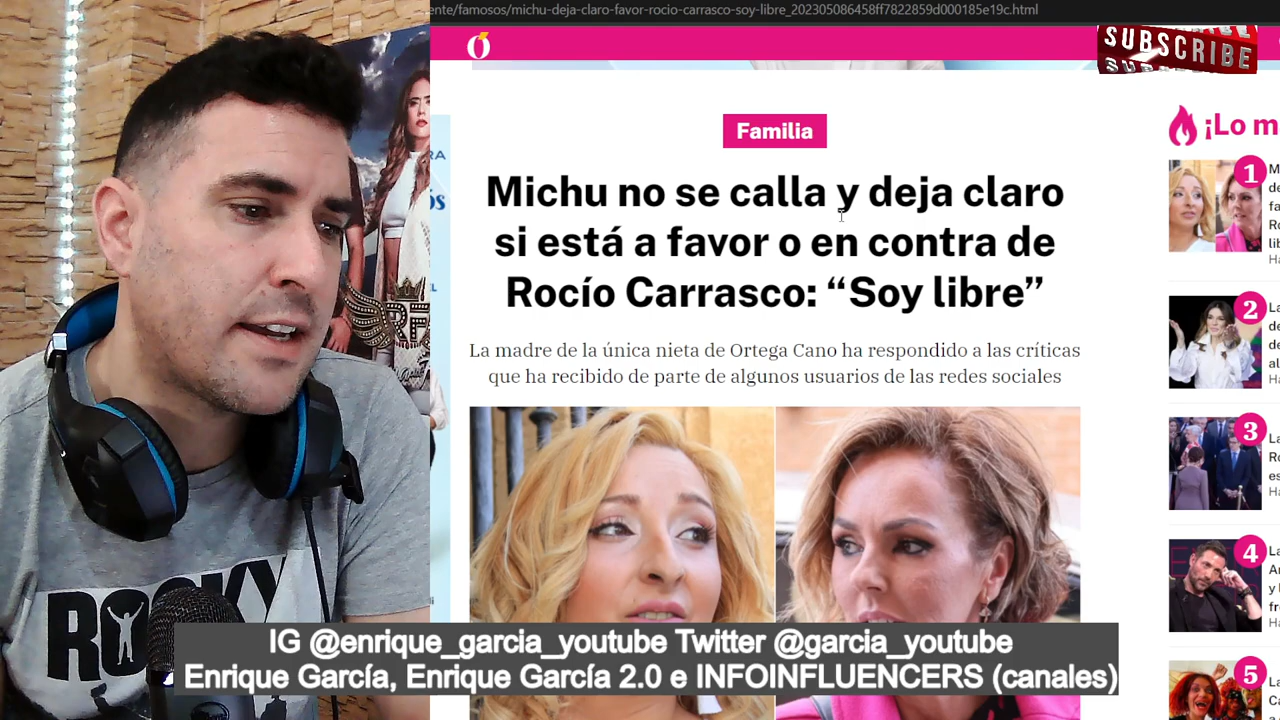 ente/famosos/michu-deja-claro-favor-rocio-carrasco-soy-libre_202305086458ff7822859d000185e19c.html
SUBSCRIBE
Familia
Michu no se calla y deja claro
si está a favor o en contra de
Rocío Carrasco: “Soy libre”
La madre de la única nieta de Ortega Cano ha respondido a las críticas
que ha recibido de parte de algunos usuarios de las redes sociales
¡Lo m
1
2
3
4
5
ROCKY
IG @enrique_garcia_youtube Twitter @garcia_youtube
Enrique García, Enrique García 2.0 e INFOINFLUENCERS (canales)